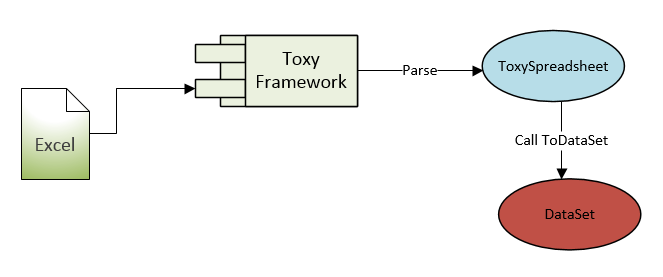 Excel
Toxy
Framework
Parse
ToxySpreadsheet
Call ToDataSet
DataSet